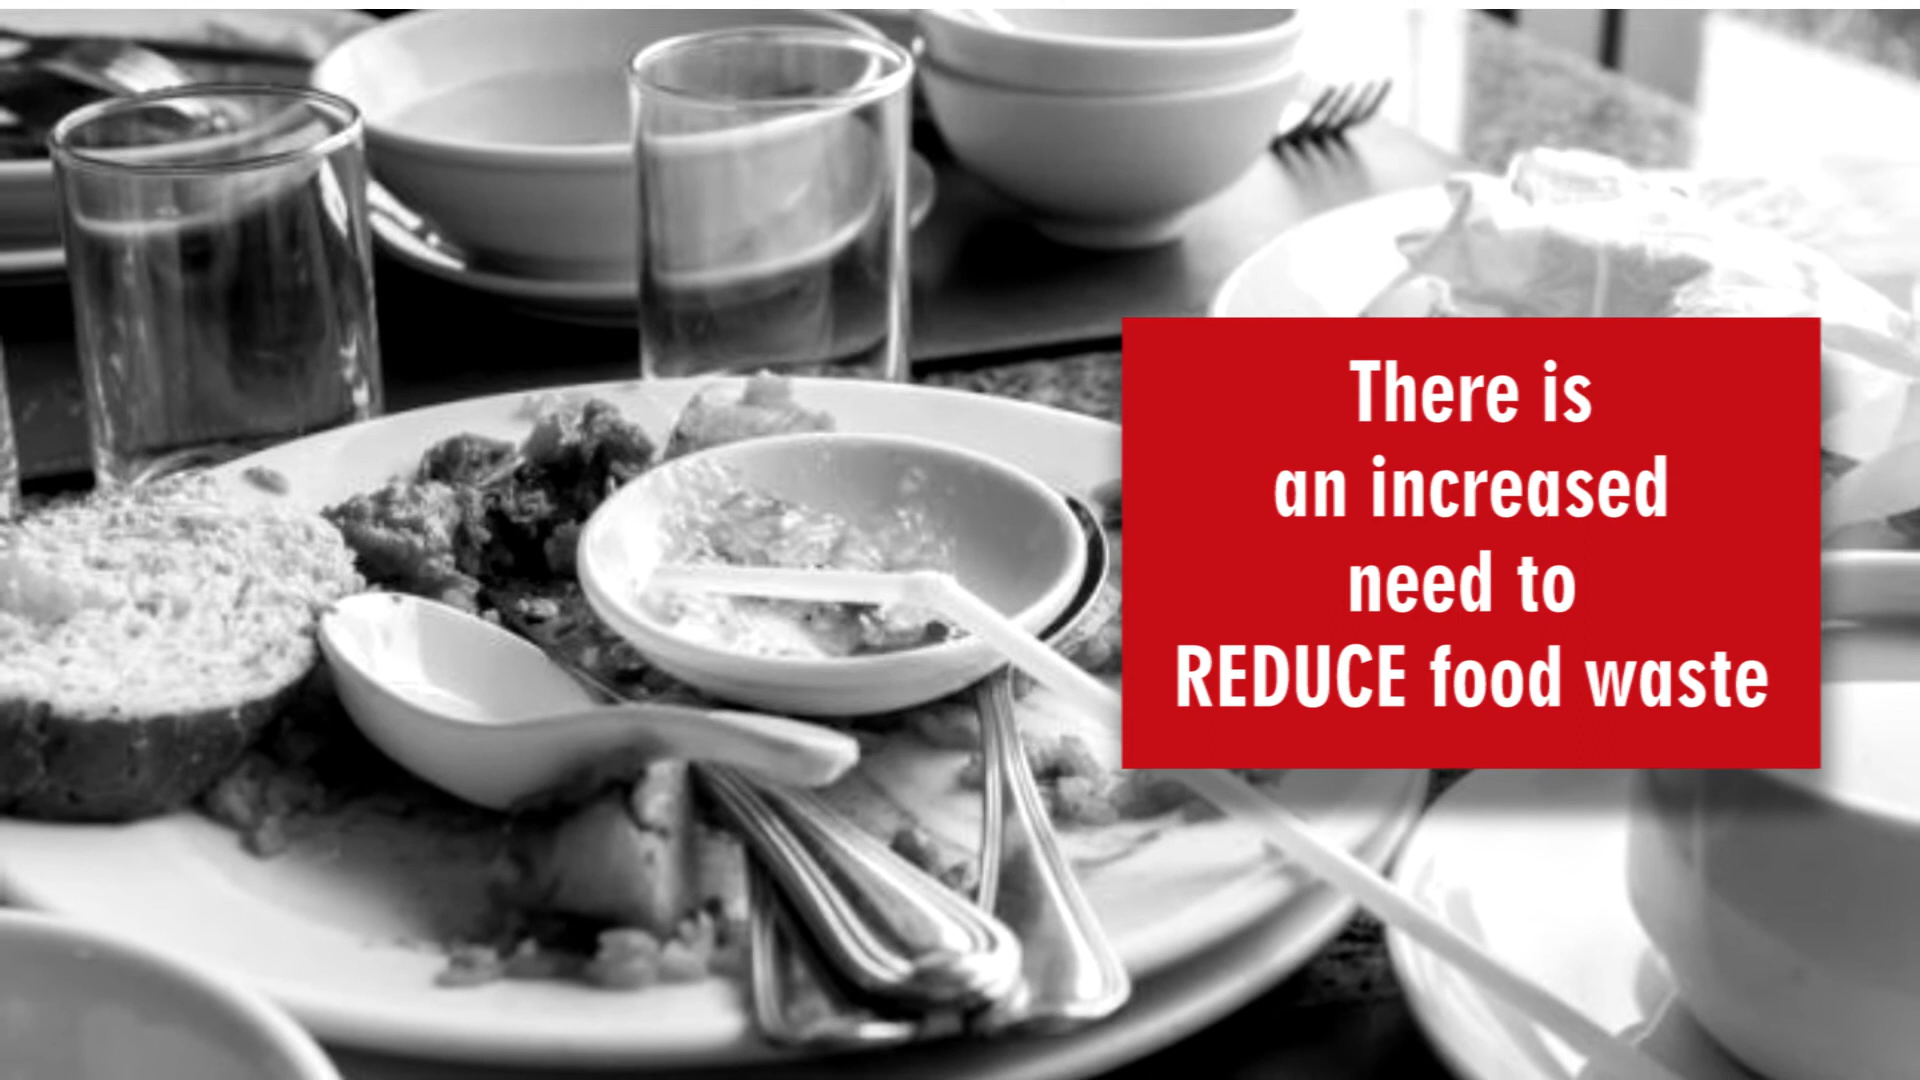 There is
an increased
need to
REDUCE food waste